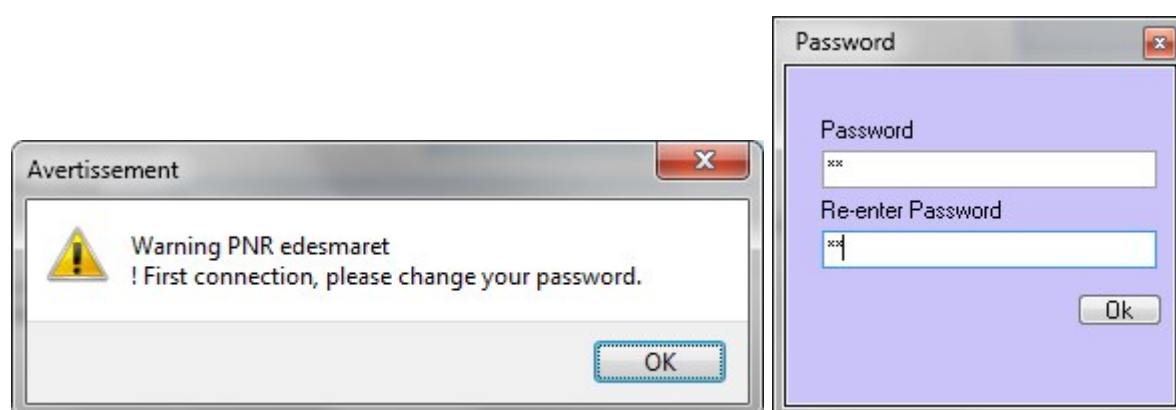 Avertissement
Warning PNR edesmaret
! First connection, please change your password.
OK
Password
Password
**
Re-enter Password
**
Ok